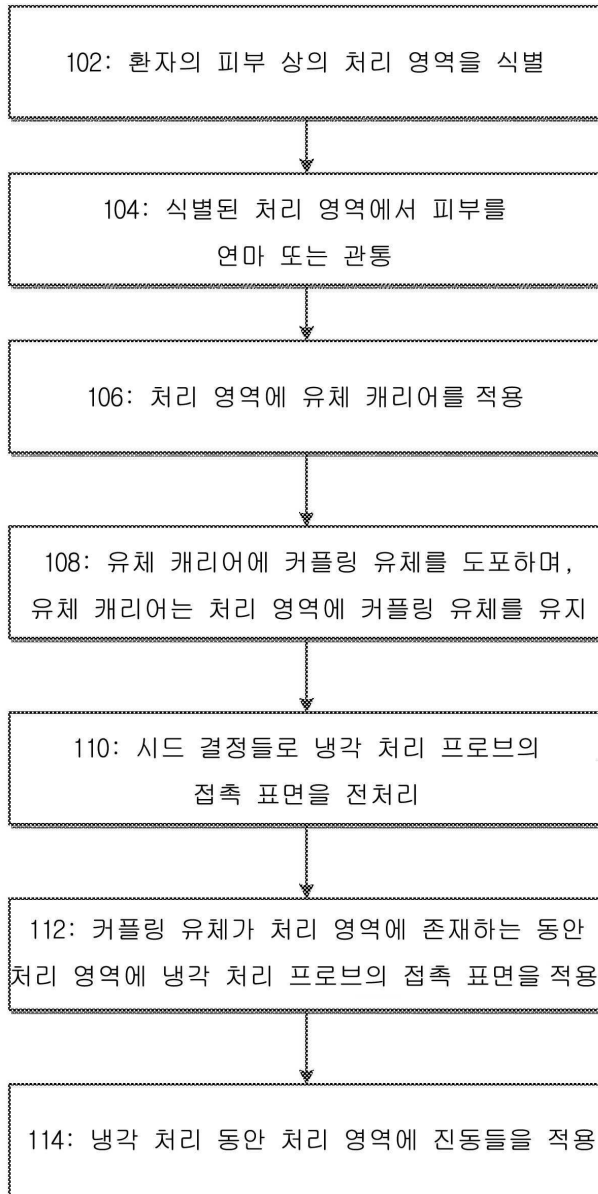 102: 환자의 피부 상의 처리 영역을 식별
104: 식별된 처리 영역에서 피부를
연마 또는 관통
106: 처리 영역에 유체 캐리어를 적용
108: 유체 캐리어에 커플링 유체를 도포하며,
유체 캐리어는 처리 영역에 커플링 유체를 유지
110: 시드 결정들로 냉각 처리 프로브의
접촉 표면을 전처리
112: 커플링 유체가 처리 영역에 존재하는 동안
처리 영역에 냉각 처리 프로브의 접촉 표면을 적용
114: 냉각 처리 동안 처리 영역에 진동들을 적용